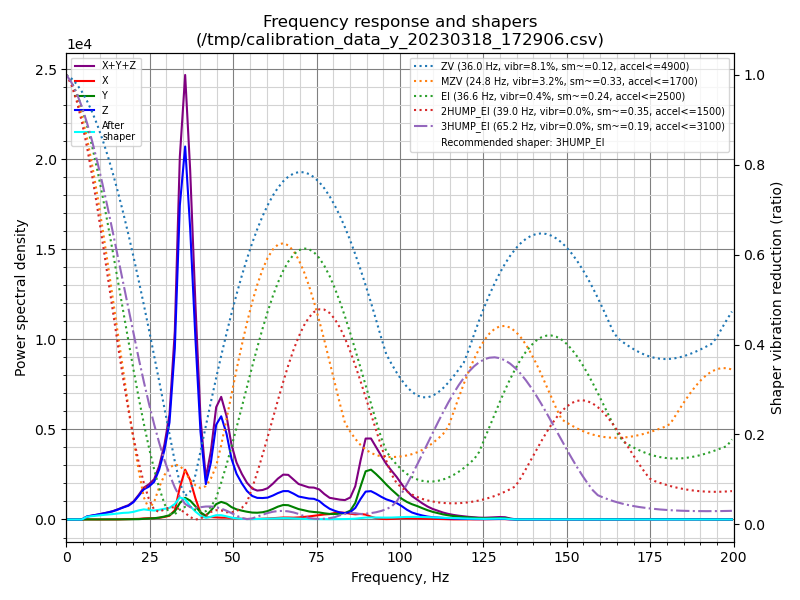 Frequency response and shapers
(/tmp/calibration_data_y_20230318_172906.csv)
1e4
X+Y+Z
X
Y
Z
After
shaper
ZV (36.0 Hz, vibr=8.1%, sm~=0.12, accel<=4900)
MZV (24.8 Hz, vibr=3.2%, sm~=0.33, accel<=1700)
EI (36.6 Hz, vibr=0.4%, sm~=0.24, accel<=2500)
2HUMP_EI (39.0 Hz, vibr=0.0%, sm~=0.35, accel<=1500)
3HUMP_EI (65.2 Hz, vibr=0.0%, sm~=0.19, accel<=3100)
Recommended shaper: 3HUMP_EI
Power spectral density
2.5
2.0
1.5
1.0
0.5
0.0
1.0
0.8
0.6
0.4
0.2
0.0
Shaper vibration reduction (ratio)
0 25 50 75 100 125 150 175 200
Frequency, Hz